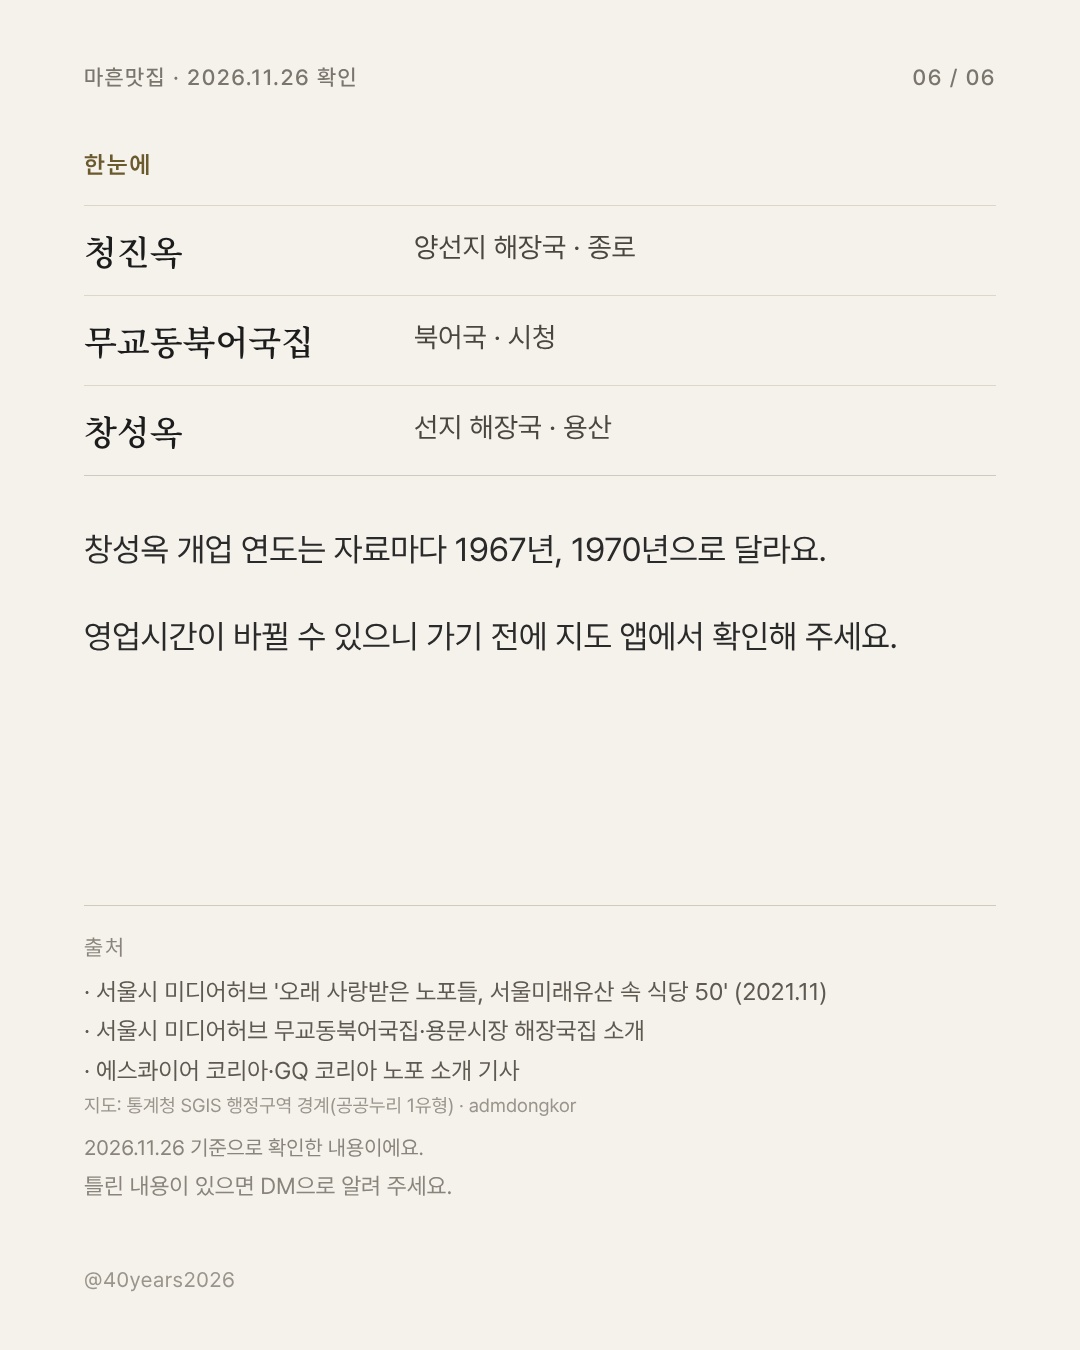 마흔맛집 · 2026.11.26 확인
06 / 06
한눈에
청진옥
양선지 해장국 · 종로
무교동북어국집
북어국 · 시청
창성옥
선지 해장국 · 용산
창성옥 개업 연도는 자료마다 1967년, 1970년으로 달라요.
영업시간이 바뀔 수 있으니 가기 전에 지도 앱에서 확인해 주세요.
출처
· 서울시 미디어허브 '오래 사랑받은 노포들, 서울미래유산 속 식당 50' (2021.11)
· 서울시 미디어허브 무교동북어국집·용문시장 해장국집 소개
· 에스콰이어 코리아·GQ 코리아 노포 소개 기사
지도: 통계청 SGIS 행정구역 경계(공공누리 1유형) · admdongkor
2026.11.26 기준으로 확인한 내용이에요.
틀린 내용이 있으면 DM으로 알려 주세요.
@40years2026